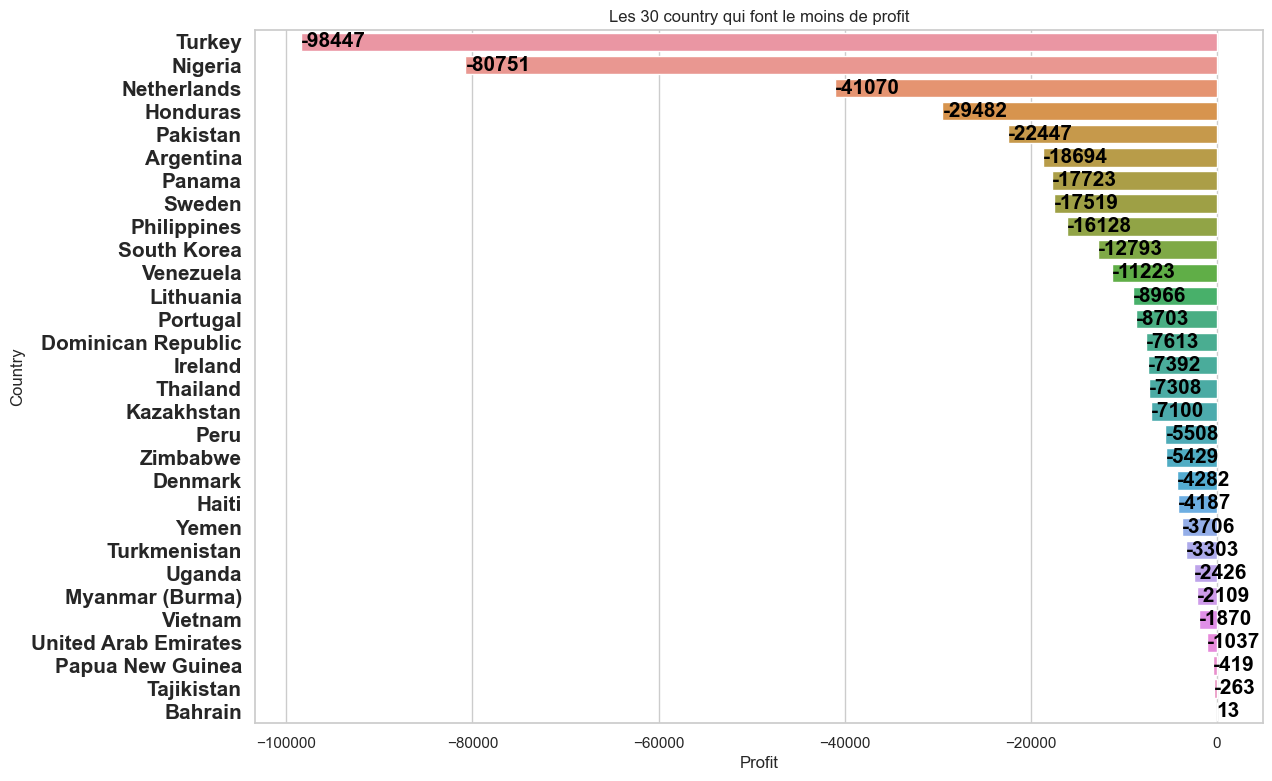 Les 30 country qui font le moins de profit
Turkey -98447
Nigeria -80751
Netherlands -41070
Honduras -29482
Pakistan -22447
Argentina -18694
Panama -17723
Sweden -17519
Philippines -16128
South Korea -12793
Venezuela -11223
Lithuania -8966
Portugal -8703
Dominican Republic -7613
Ireland -7392
Thailand -7308
Kazakhstan -7100
Peru -5508
Zimbabwe -5429
Denmark -4282
Haiti -4187
Yemen -3706
Turkmenistan -3303
Uganda -2426
Myanmar (Burma) -2109
Vietnam -1870
United Arab Emirates -1037
Papua New Guinea -419
Tajikistan -263
Bahrain 13
Country
−100000 −80000 −60000 −40000 −20000 0
Profit